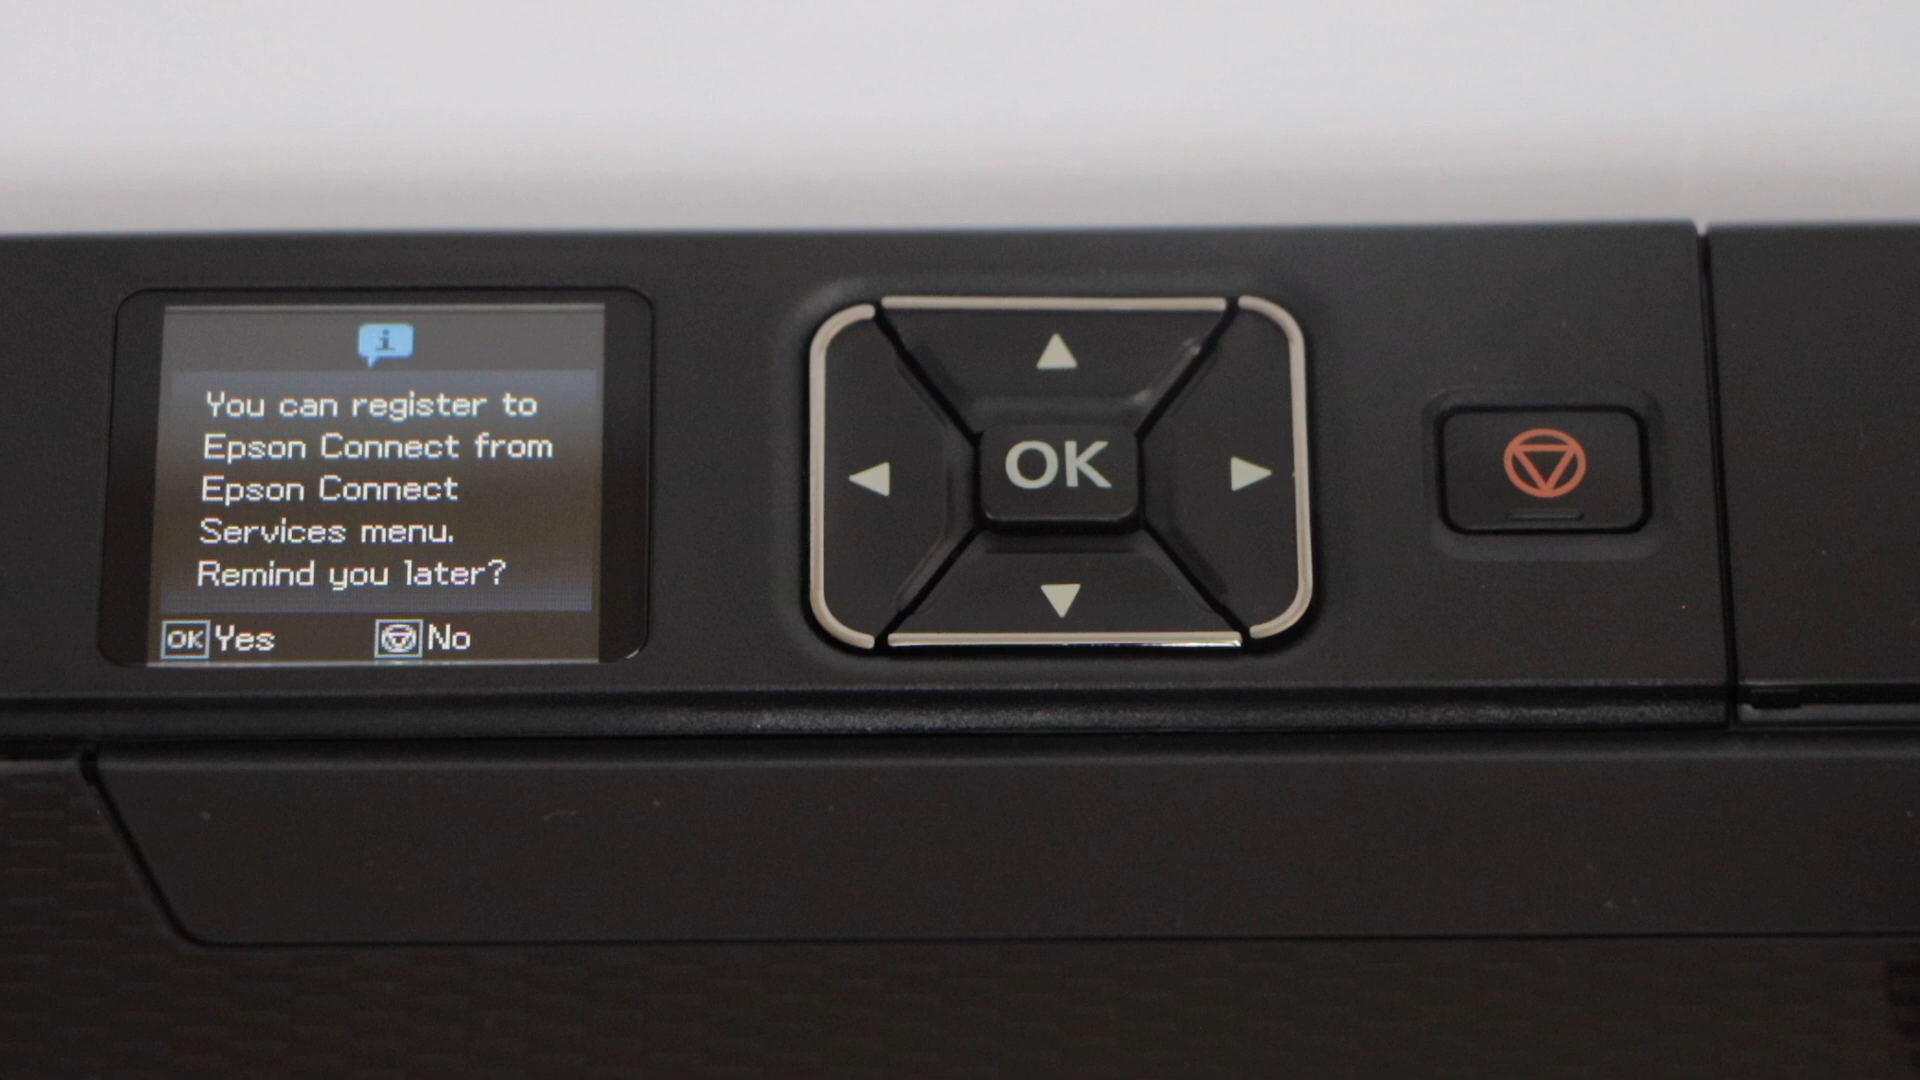 You can register to
Epson Connect from
Epson Connect
Services menu.
Remind you later?
OK Yes No
OK